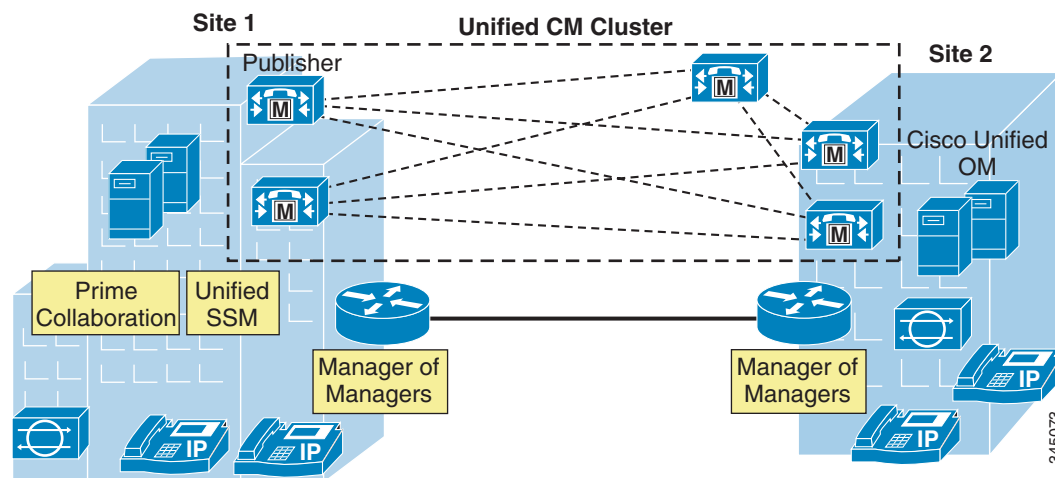 Site 1
Unified CM Cluster
Site 2
Publisher
M
M
M
M
M
Cisco Unified
OM
Prime
Collaboration
Unified
SSM
Manager of
Managers
Manager of
Managers
IP
IP
IP
IP
345073